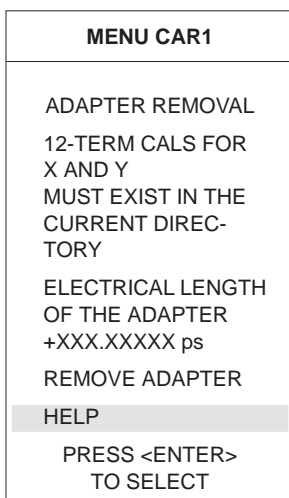 MENU CAR1
ADAPTER REMOVAL
12-TERM CALS FOR
X AND Y
MUST EXIST IN THE
CURRENT DIREC-
TORY
ELECTRICAL LENGTH
OF THE ADAPTER
+XXX.XXXXX ps
REMOVE ADAPTER
HELP
PRESS <ENTER>
TO SELECT